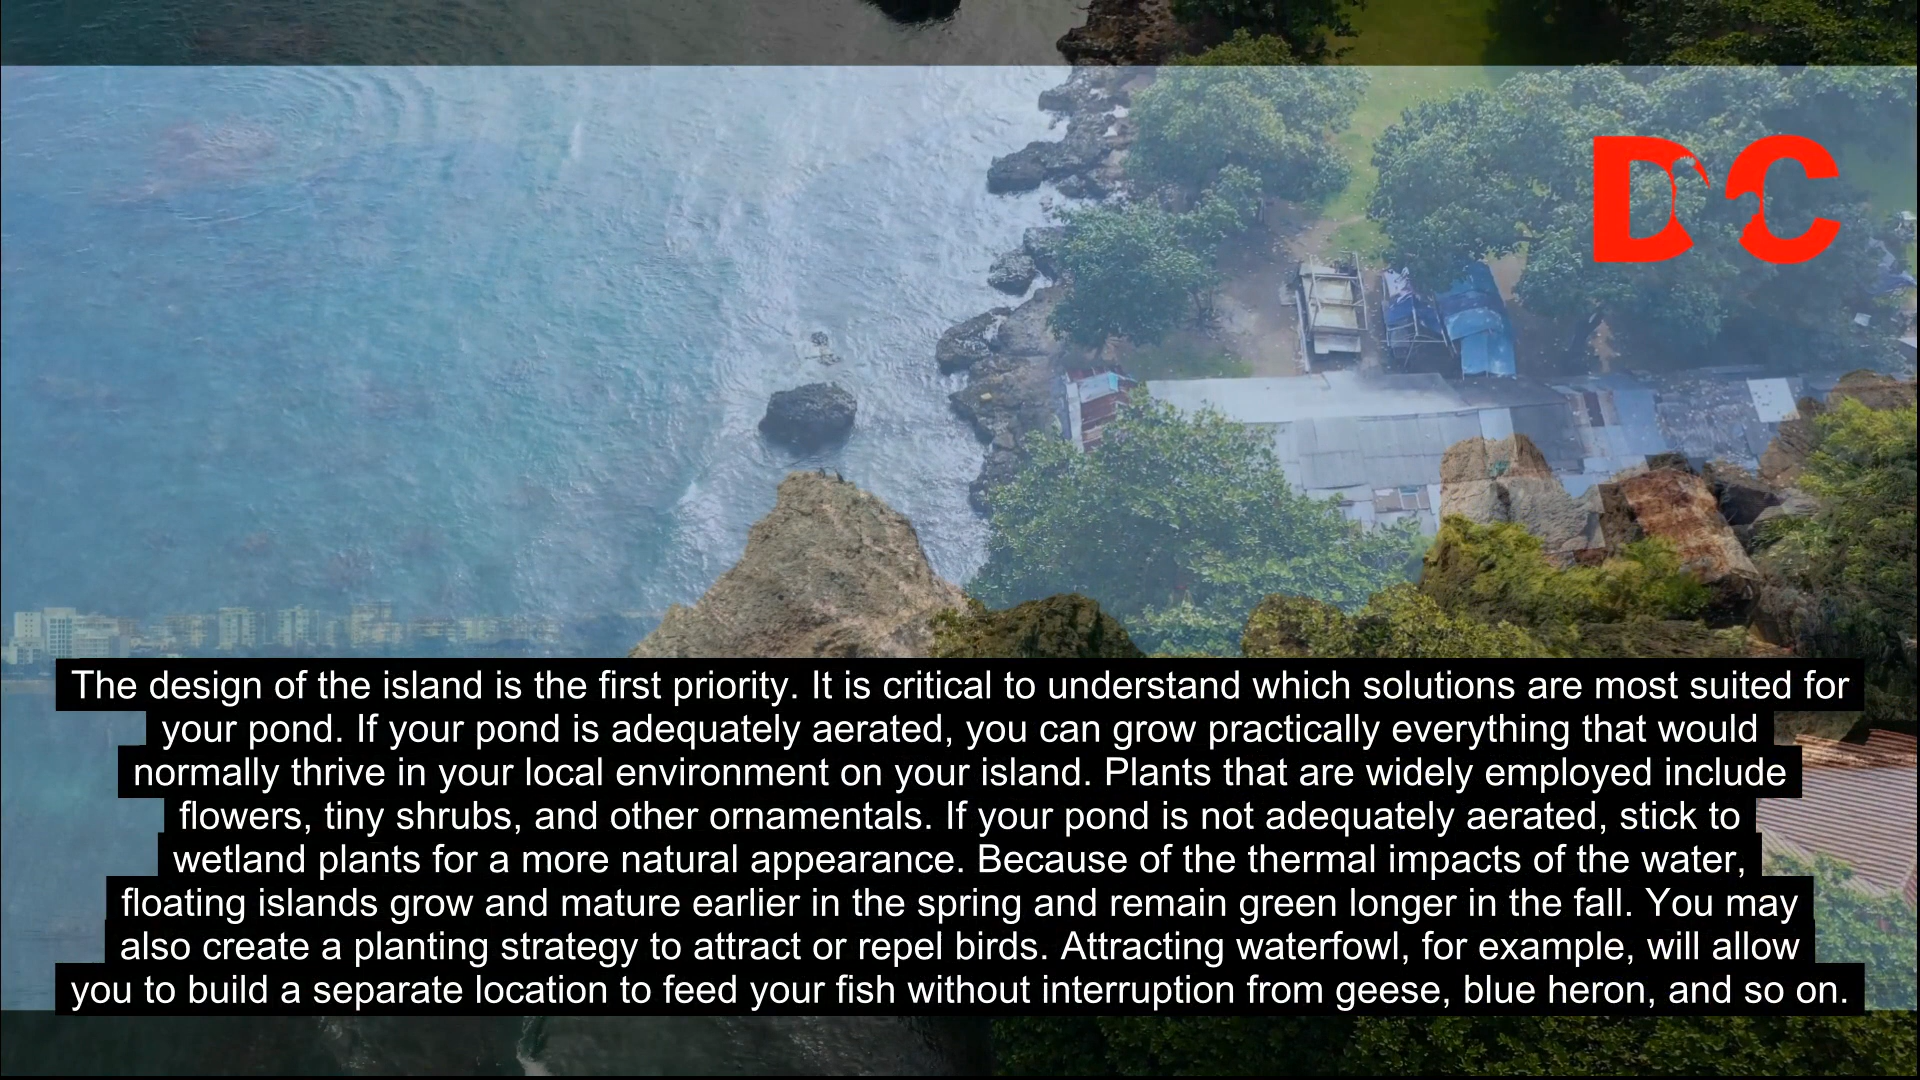 DC
The design of the island is the first priority. It is critical to understand which solutions are most suited for
your pond. If your pond is adequately aerated, you can grow practically everything that would
normally thrive in your local environment on your island. Plants that are widely employed include
flowers, tiny shrubs, and other ornamentals. If your pond is not adequately aerated, stick to
wetland plants for a more natural appearance. Because of the thermal impacts of the water,
floating islands grow and mature earlier in the spring and remain green longer in the fall. You may
also create a planting strategy to attract or repel birds. Attracting waterfowl, for example, will allow
you to build a separate location to feed your fish without interruption from geese, blue heron, and so on.